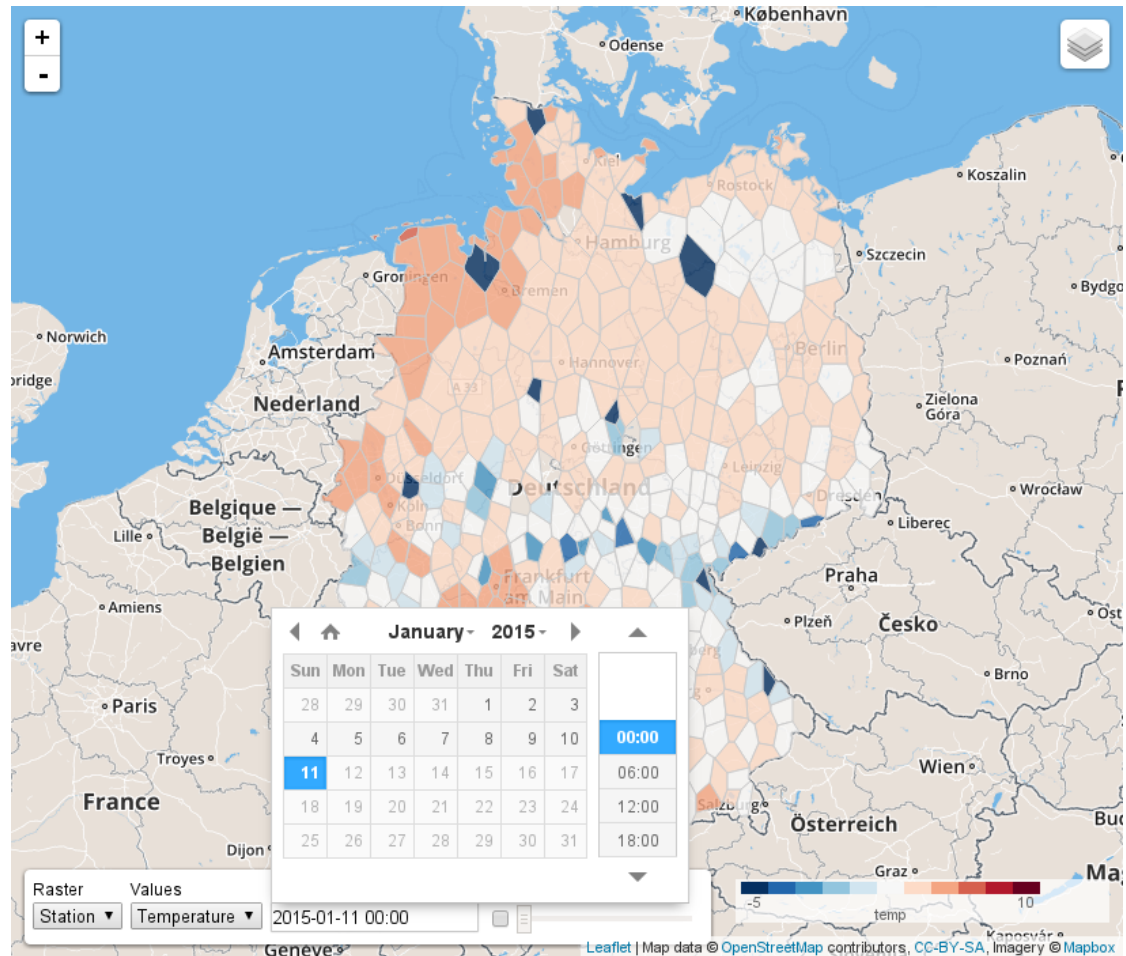 +
-
København
Odense
Kiel
Rostock
Koszalin
Hamburg
Szczecin
Groningen
Bremen
Bydgo
Norwich
Amsterdam
Berlin
Poznań
bridge
Hannover
A 33
Nederland
Zielona
Góra
Göttingen
Leipzig
Düsseldorf
Deutschland
Dresden
Wrocław
Belgique —
België —
Belgien
Köln
Bonn
Lille
Liberec
Frankfurt
am Main
Praha
Amiens
Plzeň
Česko
Ost
avre
berg
Brno
Paris
Troyes
Wien
France
Salzburg
Österreich
Buc
Dijon
Graz
Mag
Genève
Kaposvár
Slovenija
January 2015
Sun Mon Tue Wed Thu Fri Sat
28 29 30 31 1 2 3
4 5 6 7 8 9 10
11 12 13 14 15 16 17
18 19 20 21 22 23 24
25 26 27 28 29 30 31
00:00
06:00
12:00
18:00
Raster Values
Station ▼ Temperature ▼ 2015-01-11 00:00
-5 10
temp
Leaflet | Map data © OpenStreetMap contributors, CC-BY-SA, Imagery © Mapbox